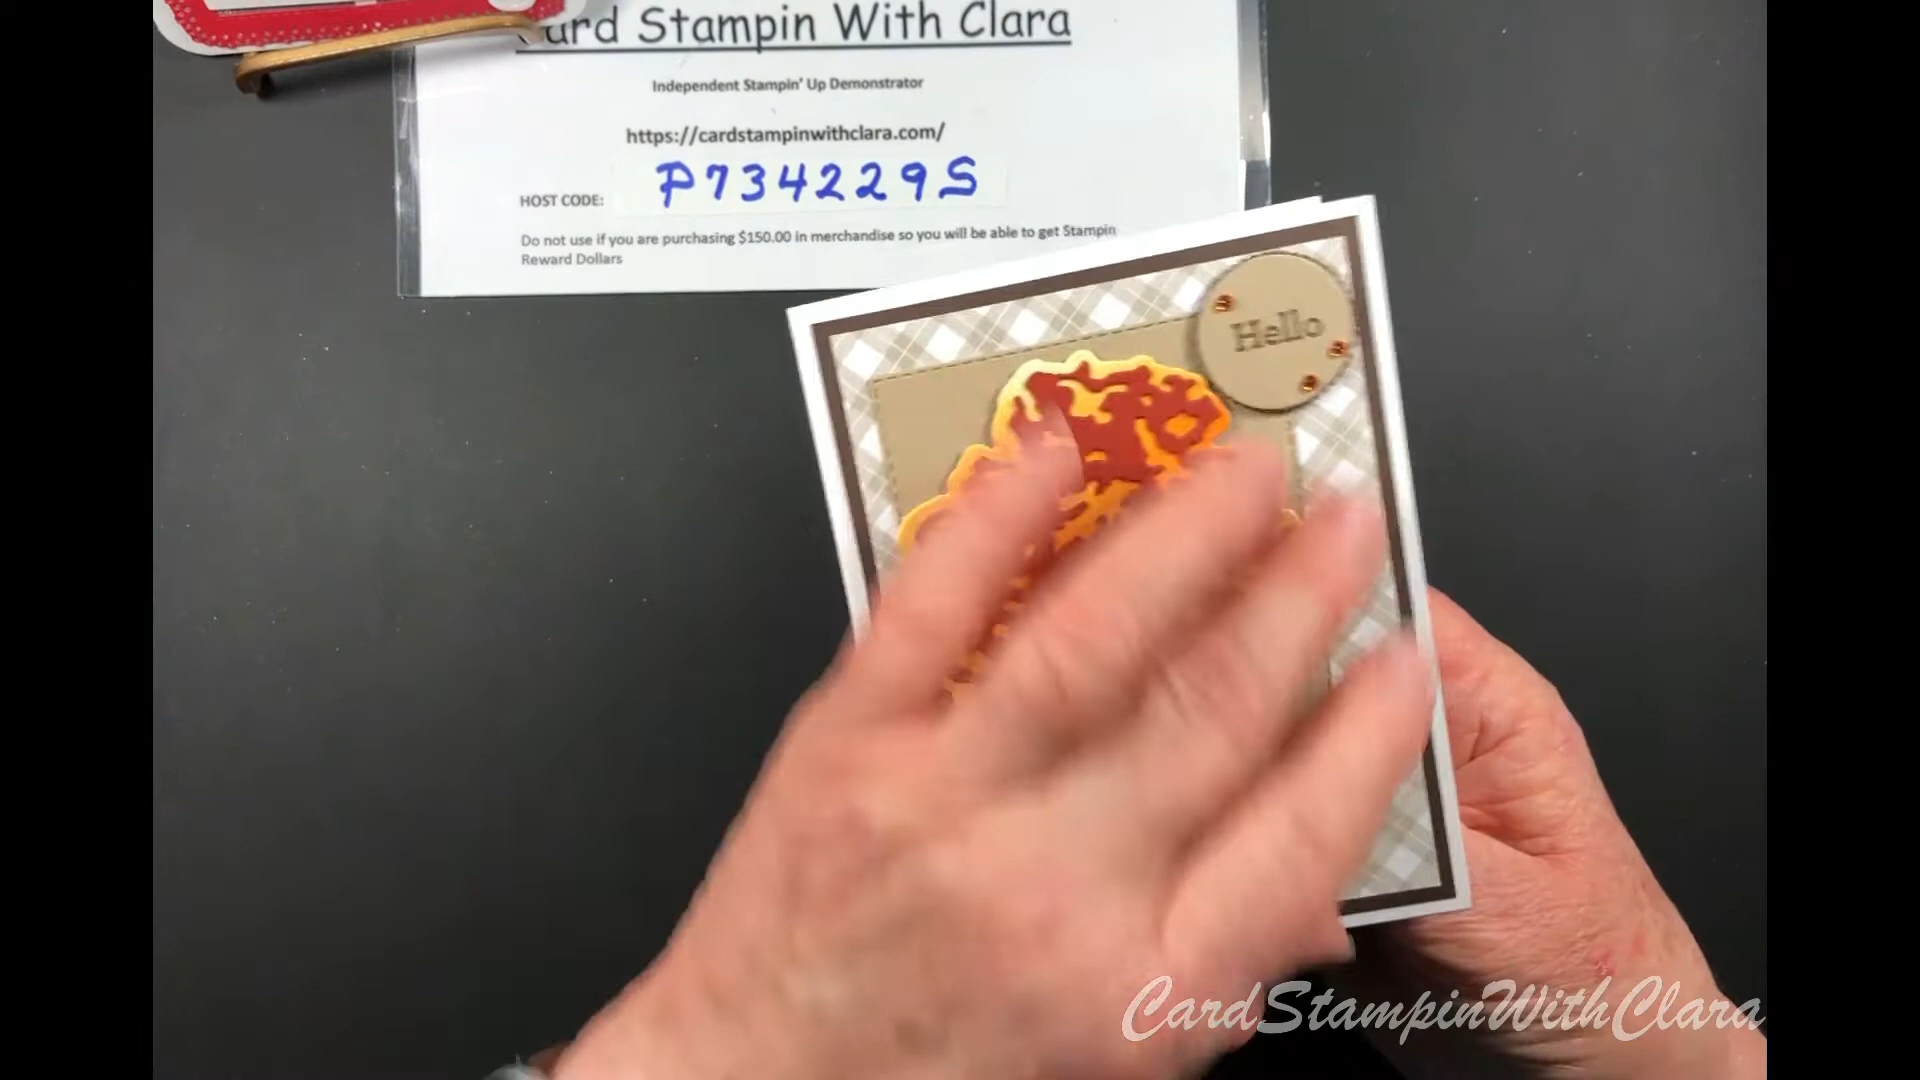 Card Stampin With Clara
Independent Stampin' Up Demonstrator
https://cardstampinwithclara.com/
HOST CODE: P734229S
Do not use if you are purchasing $150.00 in merchandise so you will be able to get Stampin
Reward Dollars
Hello
CardStampinWithClara